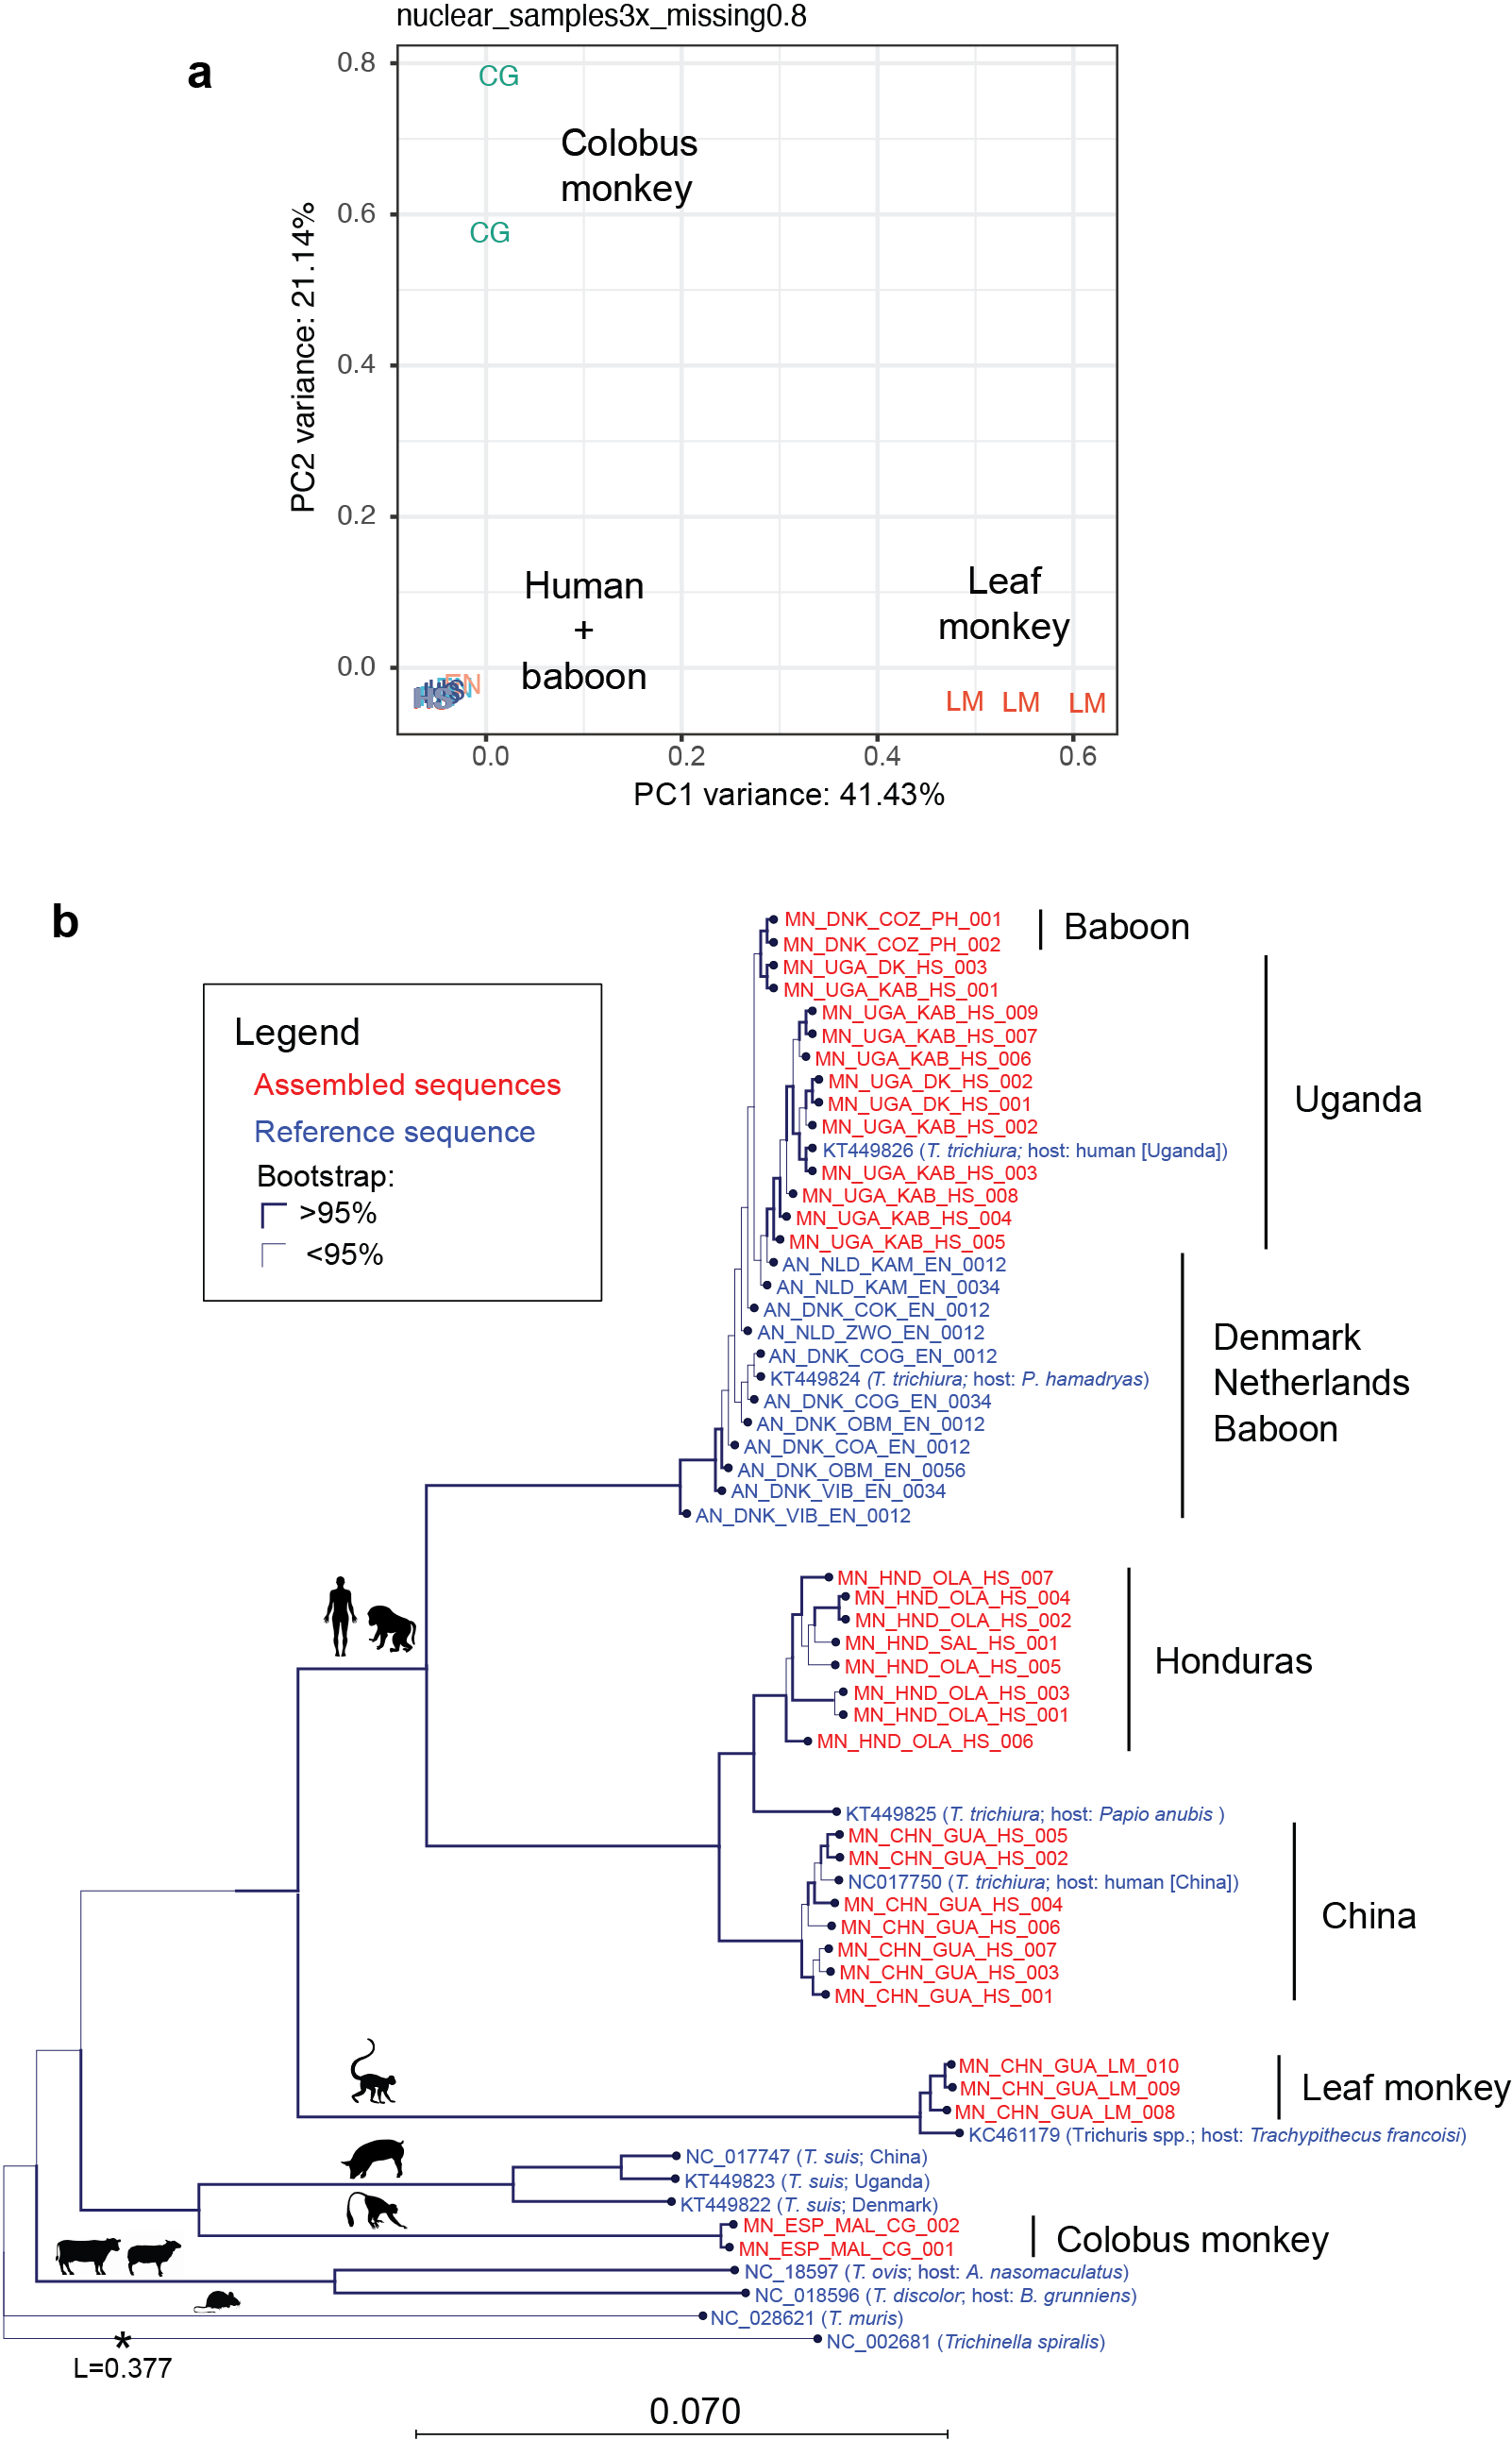 nuclear_samples3x_missing0.8
a
0.8
0.6
0.4
0.2
0.0
PC2 variance: 21.14%
CG
Colobus
monkey
CG
Human
+
baboon
Leaf
monkey
EN
HS
LM LM LM
0.0 0.2 0.4 0.6
PC1 variance: 41.43%
b
Legend
Assembled sequences
Reference sequence
Bootstrap:
>95%
<95%
MN_DNK_COZ_PH_001
MN_DNK_COZ_PH_002
Baboon
MN_UGA_DK_HS_003
MN_UGA_KAB_HS_001
MN_UGA_KAB_HS_009
MN_UGA_KAB_HS_007
MN_UGA_KAB_HS_006
MN_UGA_DK_HS_002
MN_UGA_DK_HS_001
MN_UGA_KAB_HS_002
KT449826 (T. trichiura; host: human [Uganda])
MN_UGA_KAB_HS_003
MN_UGA_KAB_HS_008
MN_UGA_KAB_HS_004
MN_UGA_KAB_HS_005
Uganda
AN_NLD_KAM_EN_0012
AN_NLD_KAM_EN_0034
AN_DNK_COK_EN_0012
AN_NLD_ZWO_EN_0012
AN_DNK_COG_EN_0012
KT449824 (T. trichiura; host: P. hamadryas)
AN_DNK_COG_EN_0034
AN_DNK_OBM_EN_0012
AN_DNK_COA_EN_0012
AN_DNK_OBM_EN_0056
AN_DNK_VIB_EN_0034
AN_DNK_VIB_EN_0012
Denmark
Netherlands
Baboon
MN_HND_OLA_HS_007
MN_HND_OLA_HS_004
MN_HND_OLA_HS_002
MN_HND_SAL_HS_001
MN_HND_OLA_HS_005
MN_HND_OLA_HS_003
MN_HND_OLA_HS_001
MN_HND_OLA_HS_006
Honduras
KT449825 (T. trichiura; host: Papio anubis )
MN_CHN_GUA_HS_005
MN_CHN_GUA_HS_002
NC017750 (T. trichiura; host: human [China])
MN_CHN_GUA_HS_004
MN_CHN_GUA_HS_006
MN_CHN_GUA_HS_007
MN_CHN_GUA_HS_003
MN_CHN_GUA_HS_001
China
MN_CHN_GUA_LM_010
MN_CHN_GUA_LM_009
MN_CHN_GUA_LM_008
Leaf monkey
KC461179 (Trichuris spp.; host: Trachypithecus francoisi)
NC_017747 (T. suis; China)
KT449823 (T. suis; Uganda)
KT449822 (T. suis; Denmark)
MN_ESP_MAL_CG_002
MN_ESP_MAL_CG_001
Colobus monkey
NC_18597 (T. ovis; host: A. nasomaculatus)
NC_018596 (T. discolor; host: B. grunniens)
NC_028621 (T. muris)
NC_002681 (Trichinella spiralis)
*
L=0.377
0.070